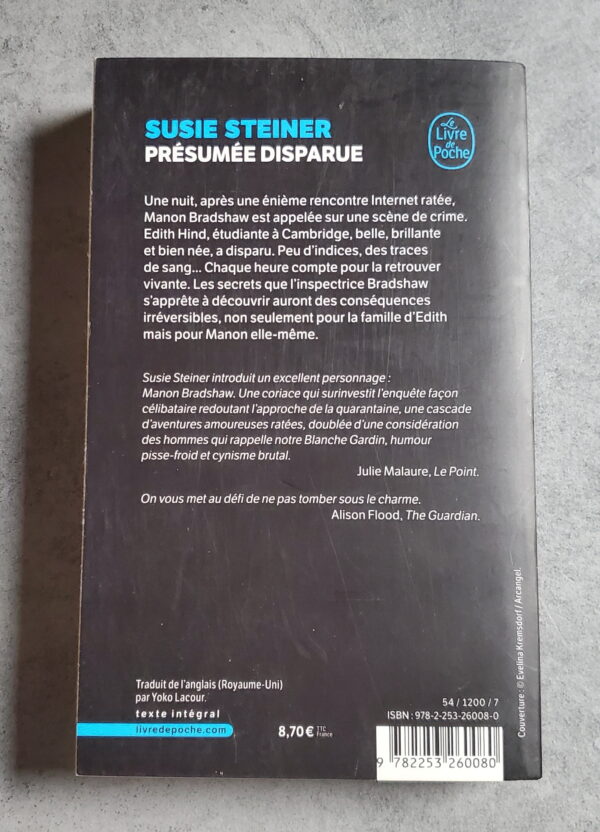 SUSIE STEINER
PRÉSUMÉE DISPARUE
Le
Livre
de
Poche
Une nuit, après une énième rencontre Internet ratée,
Manon Bradshaw est appelée sur une scène de crime.
Edith Hind, étudiante à Cambridge, belle, brillante
et bien née, a disparu. Peu d'indices, des traces
de sang... Chaque heure compte pour la retrouver
vivante. Les secrets que l'inspectrice Bradshaw
s'apprête à découvrir auront des conséquences
irréversibles, non seulement pour la famille d'Edith
mais pour Manon elle-même.
Susie Steiner introduit un excellent personnage :
Manon Bradshaw. Une coriace qui surinvestit l'enquête façon
célibataire redoutant l'approche de la quarantaine, une cascade
d'aventures amoureuses ratées, doublée d'une considération
des hommes qui rappelle notre Blanche Gardin, humour
pisse-froid et cynisme brutal.
Julie Malaure, Le Point.
On vous met au défi de ne pas tomber sous le charme.
Alison Flood, The Guardian.
Couverture : © Evelina Kremsdorf / Arcangel.
Traduit de l'anglais (Royaume-Uni)
par Yoko Lacour.
texte intégral
livredepoche.com
8,70 € TTC
France
54 / 1200 / 7
ISBN : 978-2-253-26008-0
9 782253 260080